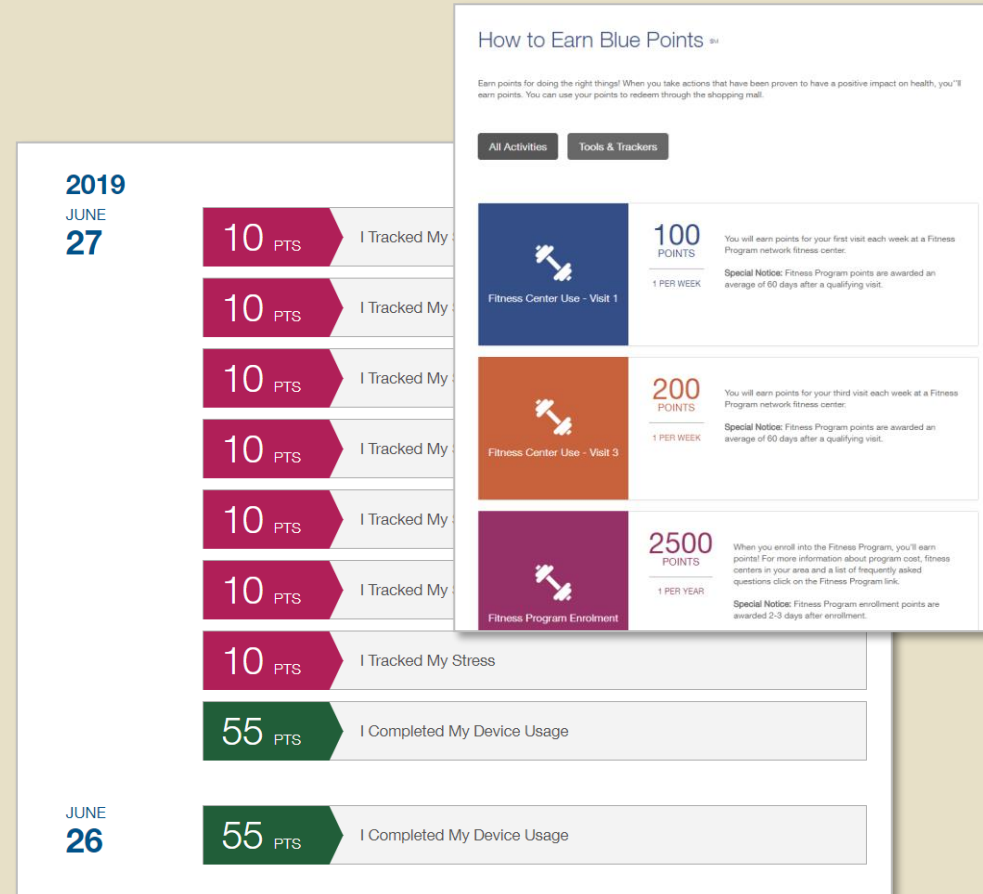 How to Earn Blue Points SM
Earn points for doing the right things! When you take actions that have been proven to have a positive impact on health, you"ll
earn points. You can use your points to redeem through the shopping mall.
All Activities
Tools & Trackers
Fitness Center Use - Visit 1
100
POINTS
1 PER WEEK
You will earn points for your first visit each week at a Fitness
Program network fitness center.
Special Notice: Fitness Program points are awarded an
average of 60 days after a qualifying visit.
Fitness Center Use - Visit 3
200
POINTS
1 PER WEEK
You will earn points for your third visit each week at a Fitness
Program network fitness center.
Special Notice: Fitness Program points are awarded an
average of 60 days after a qualifying visit.
Fitness Program Enrolment
2500
POINTS
1 PER YEAR
When you enroll into the Fitness Program, you'll earn
points! For more information about program cost, fitness
centers in your area and a list of frequently asked
questions click on the Fitness Program link.
Special Notice: Fitness Program enrollment points are
awarded 2-3 days after enrollment.
2019
JUNE
27
10 PTS I Tracked My
10 PTS I Tracked My
10 PTS I Tracked My
10 PTS I Tracked My
10 PTS I Tracked My
10 PTS I Tracked My
10 PTS I Tracked My Stress
55 PTS I Completed My Device Usage
JUNE
26
55 PTS I Completed My Device Usage